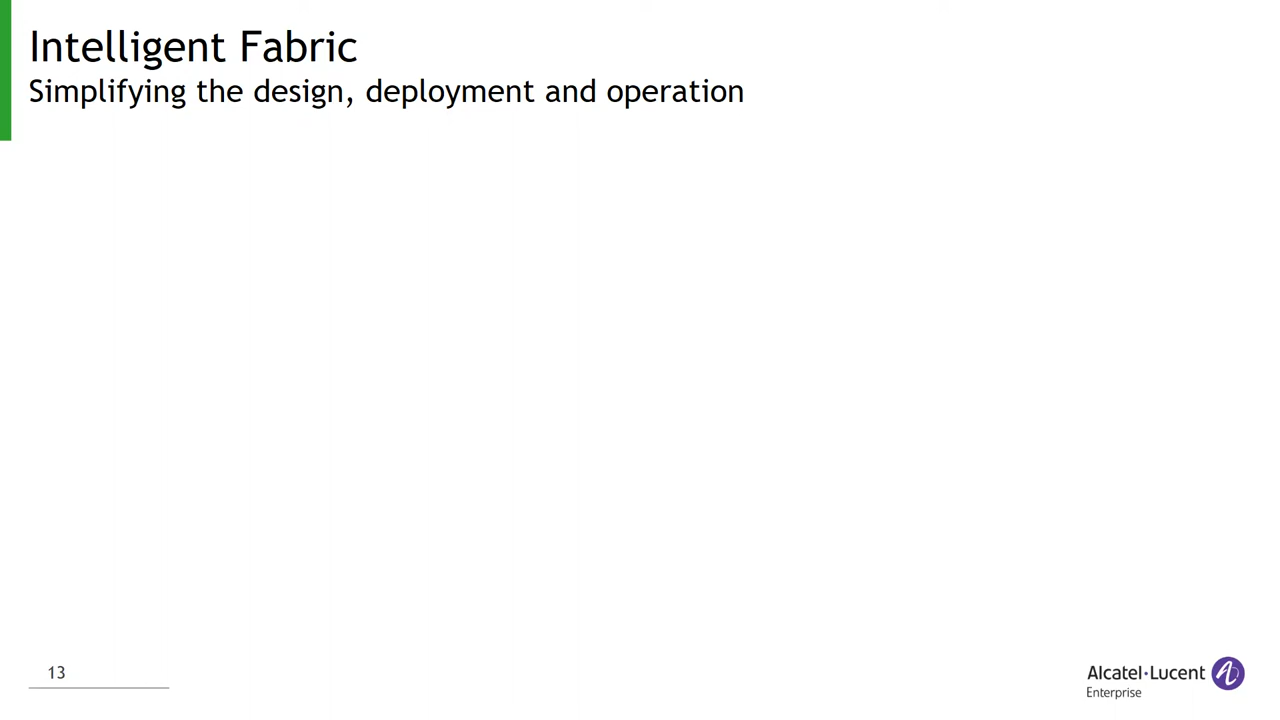 Intelligent Fabric
Simplifying the design, deployment and operation
13
Alcatel·Lucent
Enterprise